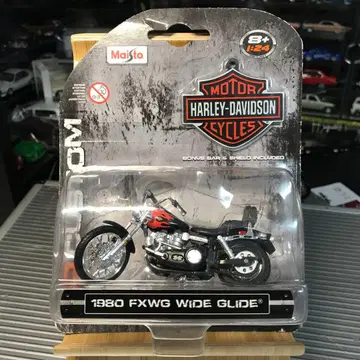 Maisto
8+
1:24
MOTOR
HARLEY-DAVIDSON
CYCLES
BONUS BAR & SHIELD INCLUDED
1980 FXWG WIDE GLIDE®